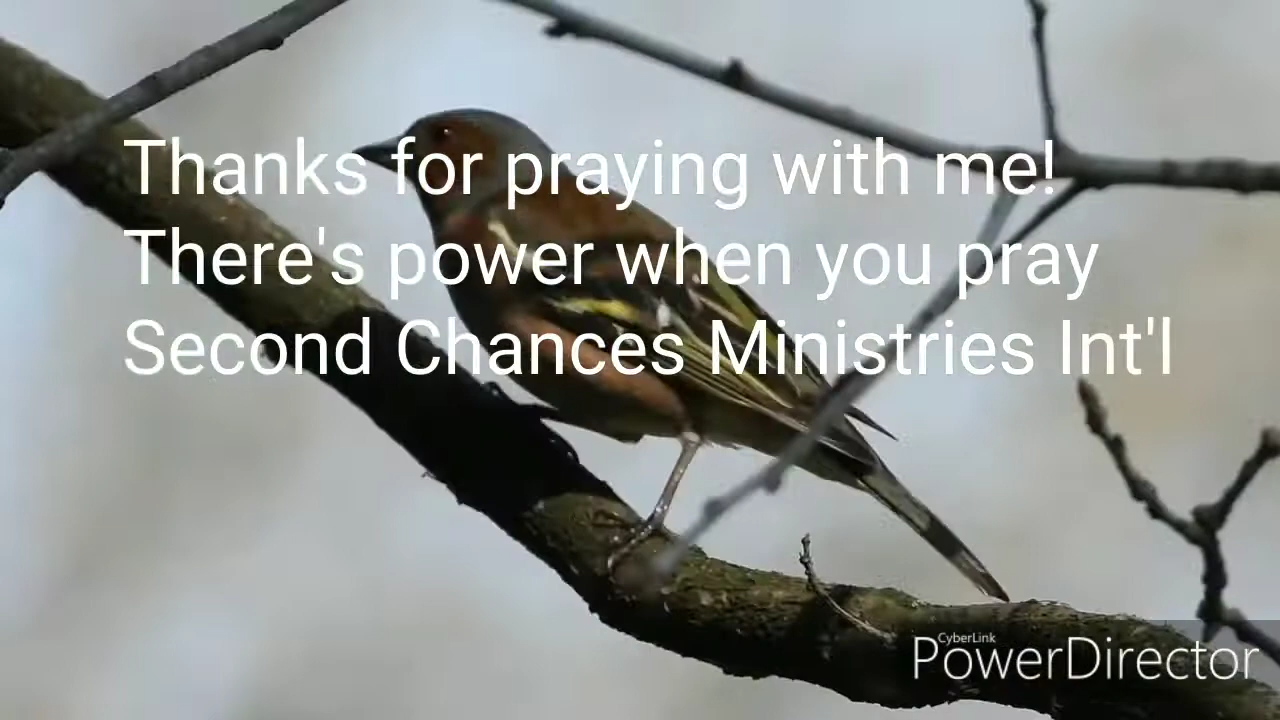 Thanks for praying with me!
There's power when you pray
Second Chances Ministries Int'l
CyberLink
PowerDirector